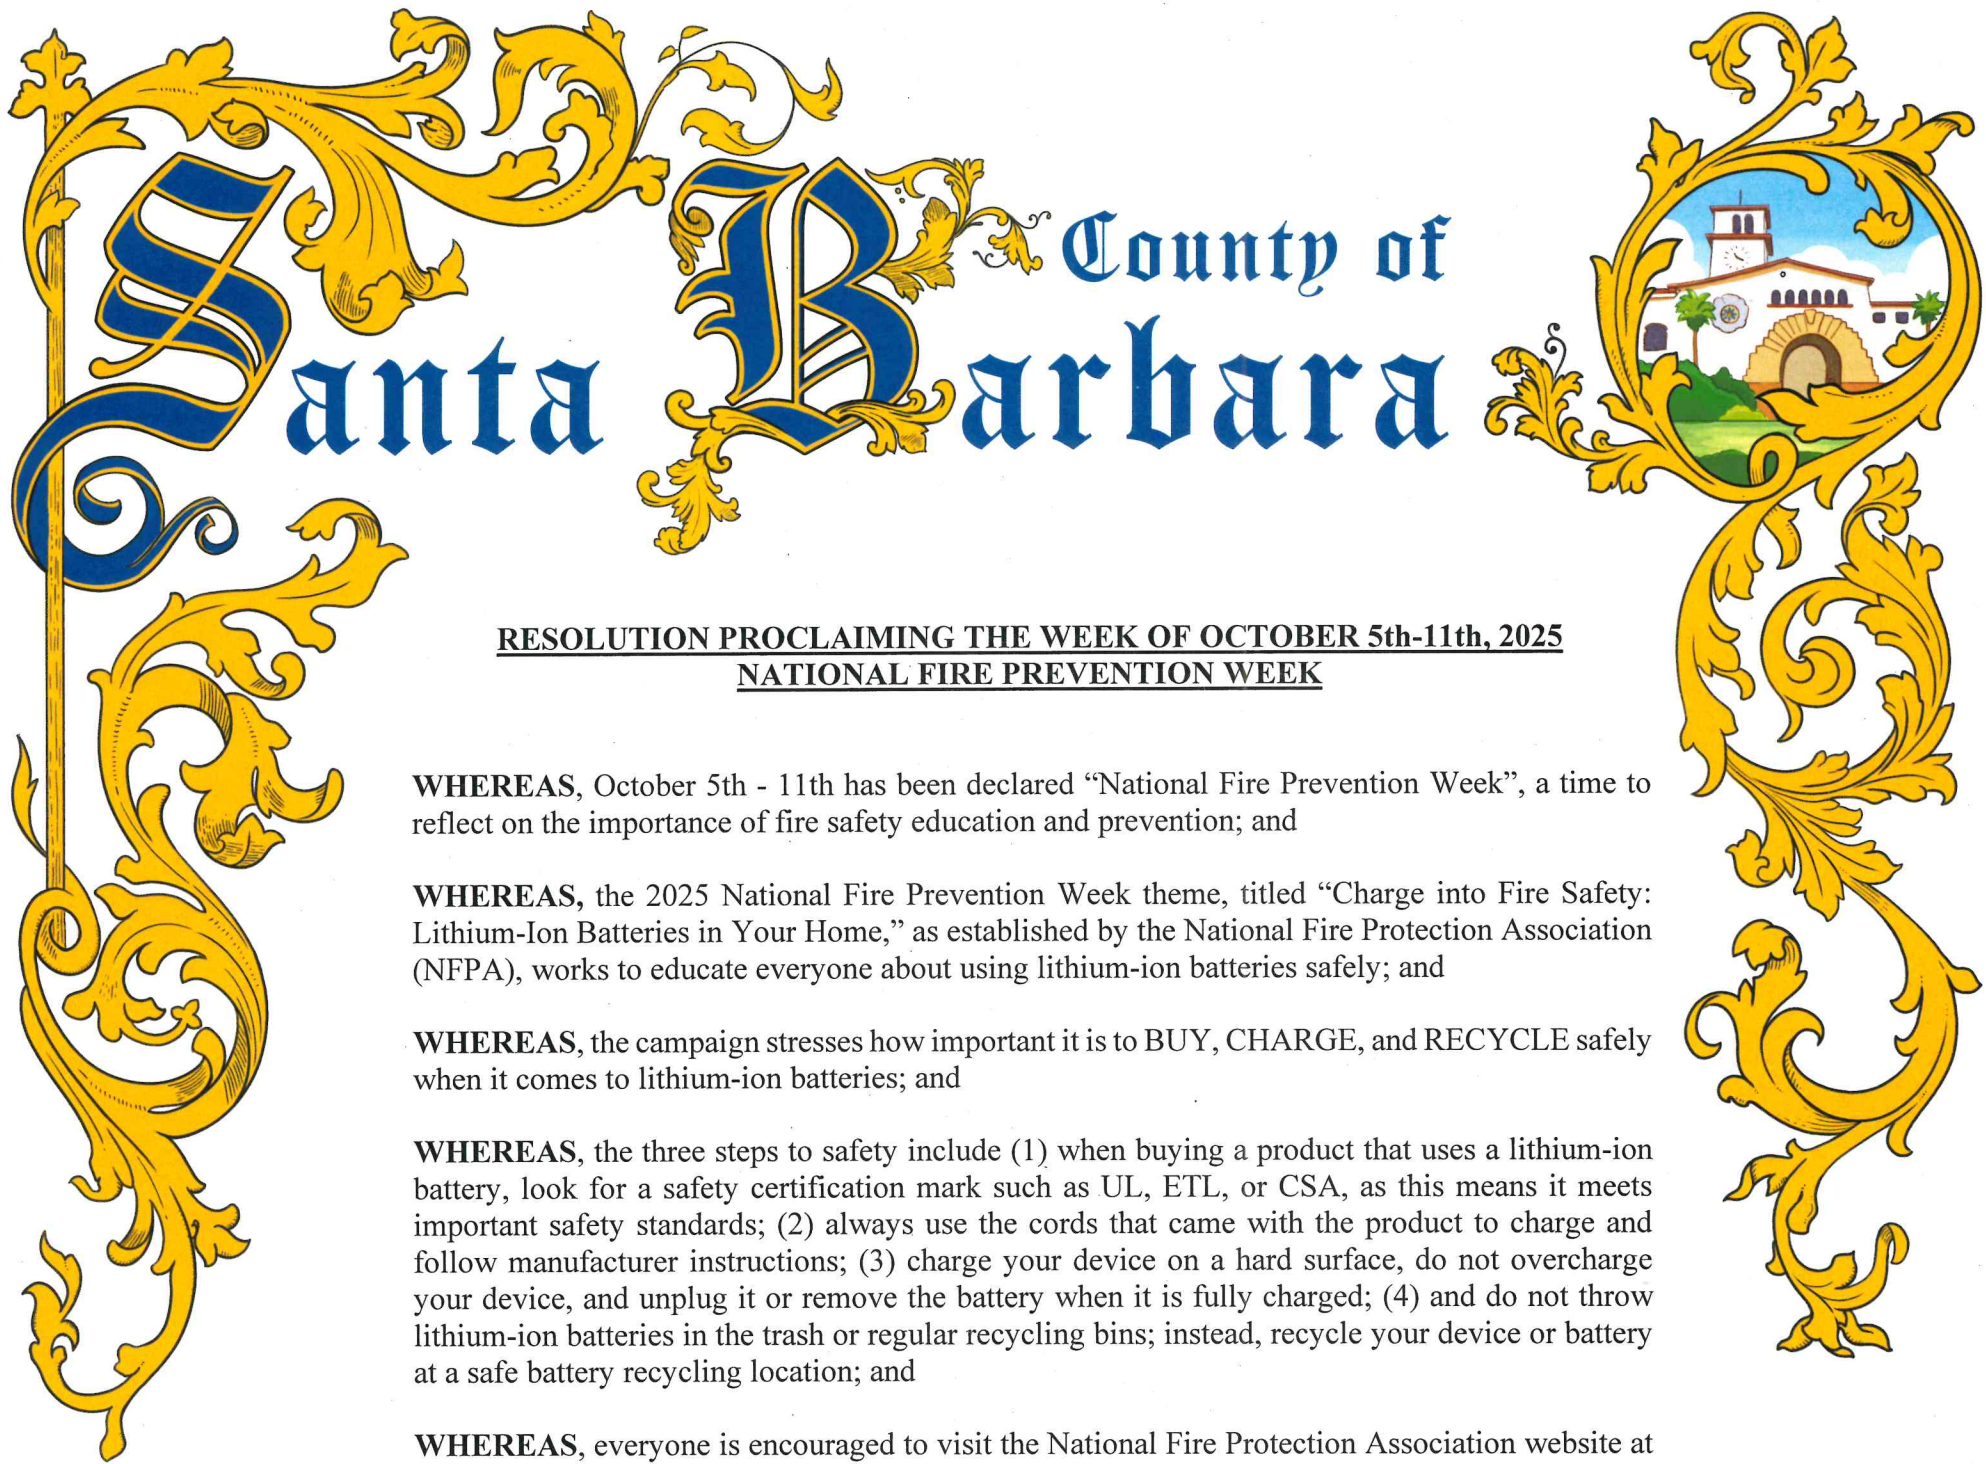 County of
Santa Barbara
RESOLUTION PROCLAIMING THE WEEK OF OCTOBER 5th-11th, 2025
NATIONAL FIRE PREVENTION WEEK
WHEREAS, October 5th - 11th has been declared “National Fire Prevention Week”, a time to
reflect on the importance of fire safety education and prevention; and
WHEREAS, the 2025 National Fire Prevention Week theme, titled “Charge into Fire Safety:
Lithium-Ion Batteries in Your Home,” as established by the National Fire Protection Association
(NFPA), works to educate everyone about using lithium-ion batteries safely; and
WHEREAS, the campaign stresses how important it is to BUY, CHARGE, and RECYCLE safely
when it comes to lithium-ion batteries; and
WHEREAS, the three steps to safety include (1) when buying a product that uses a lithium-ion
battery, look for a safety certification mark such as UL, ETL, or CSA, as this means it meets
important safety standards; (2) always use the cords that came with the product to charge and
follow manufacturer instructions; (3) charge your device on a hard surface, do not overcharge
your device, and unplug it or remove the battery when it is fully charged; (4) and do not throw
lithium-ion batteries in the trash or regular recycling bins; instead, recycle your device or battery
at a safe battery recycling location; and
WHEREAS, everyone is encouraged to visit the National Fire Protection Association website at